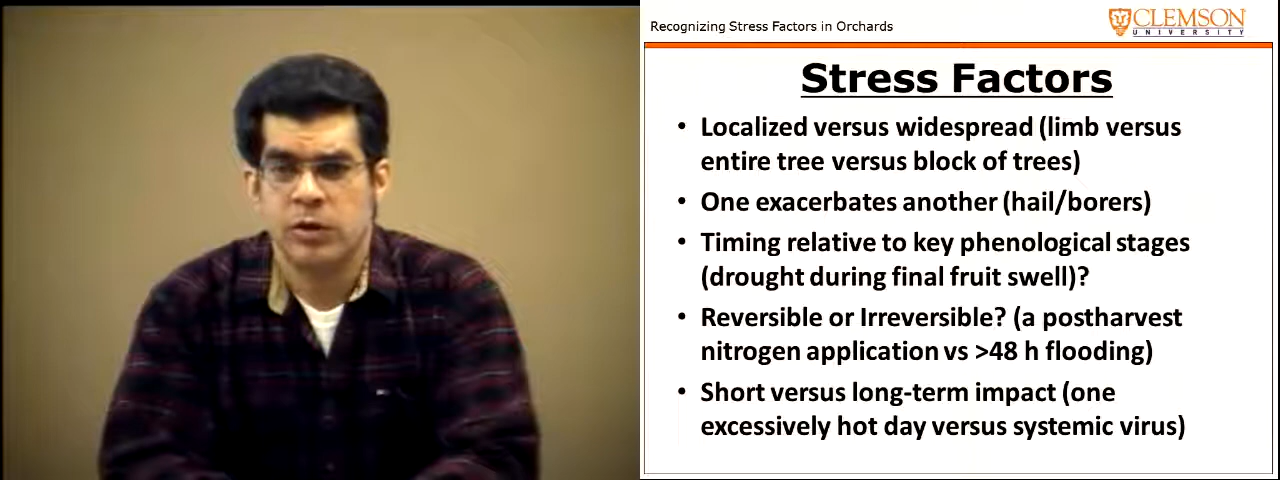 Recognizing Stress Factors in Orchards
CLEMSON
UNIVERSITY
Stress Factors
• Localized versus widespread (limb versus
entire tree versus block of trees)
• One exacerbates another (hail/borers)
• Timing relative to key phenological stages
(drought during final fruit swell)?
• Reversible or Irreversible? (a postharvest
nitrogen application vs >48 h flooding)
• Short versus long-term impact (one
excessively hot day versus systemic virus)